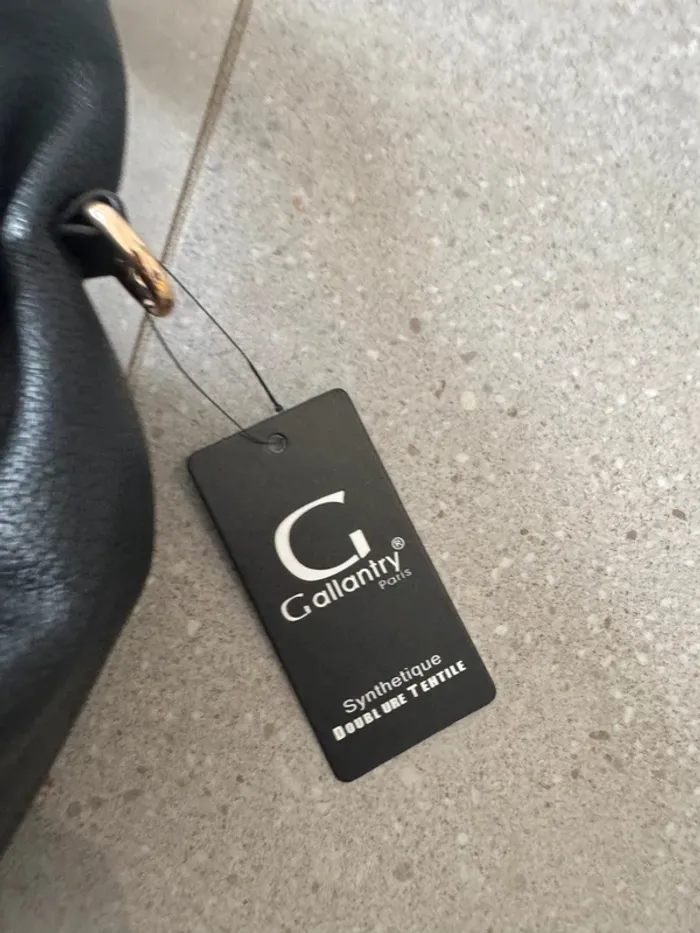 G
Gallantry®
Paris
Synthetique
DOUBLURE TEXTILE